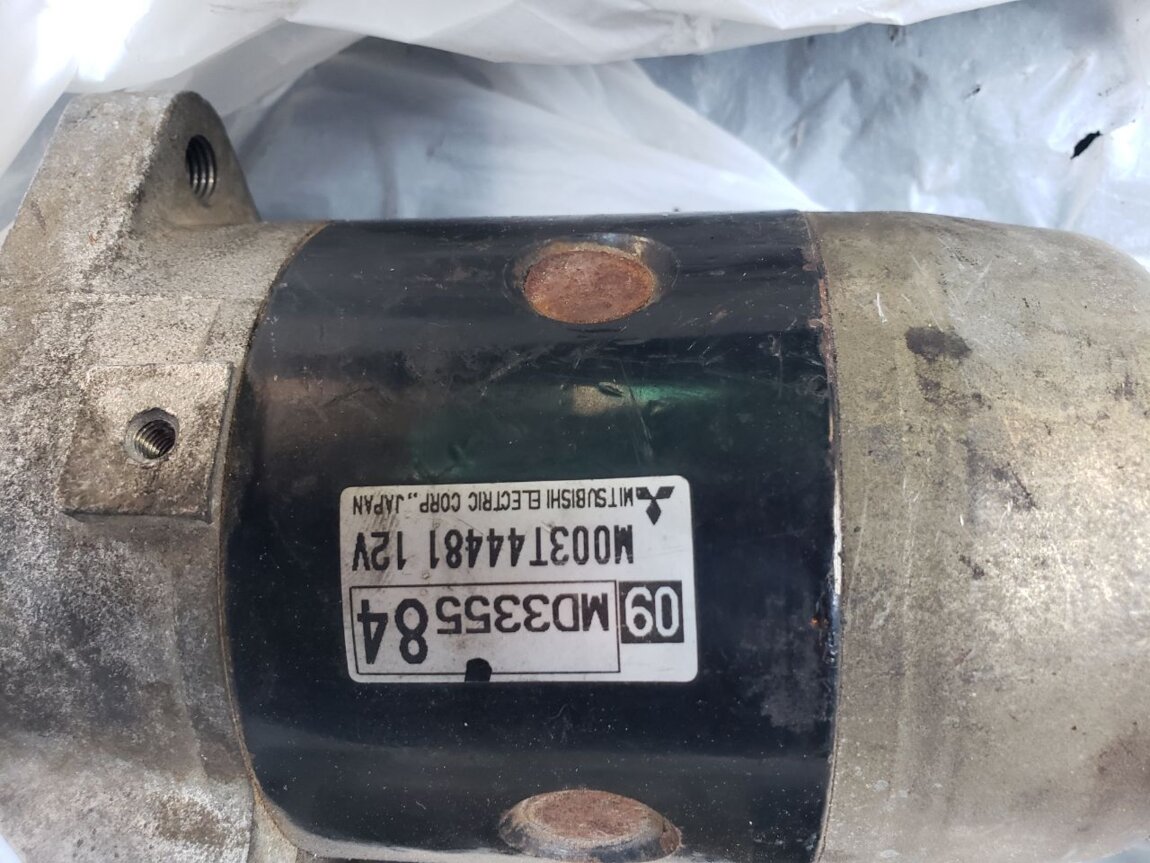 MITSUBISHI ELECTRIC CORP., JAPAN
M003T44481 12V
09 MD335584